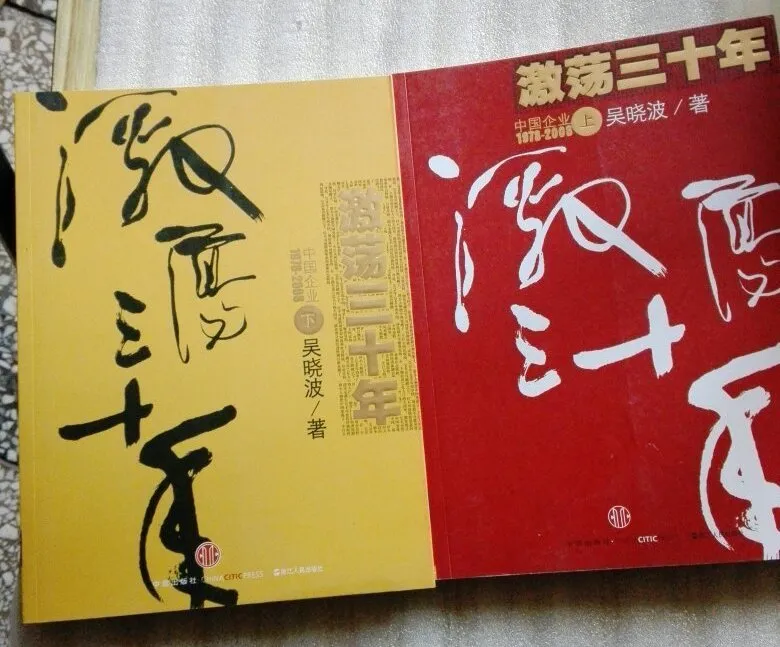 激荡三十年
激荡三十年
中国企业
1978-2008
下
吴晓波/著
中信出版社 CHINA CITIC PRESS
浙江人民出版社
激荡三十年
中国企业
1978-2008
上
吴晓波/著
激荡三十年
CITIC